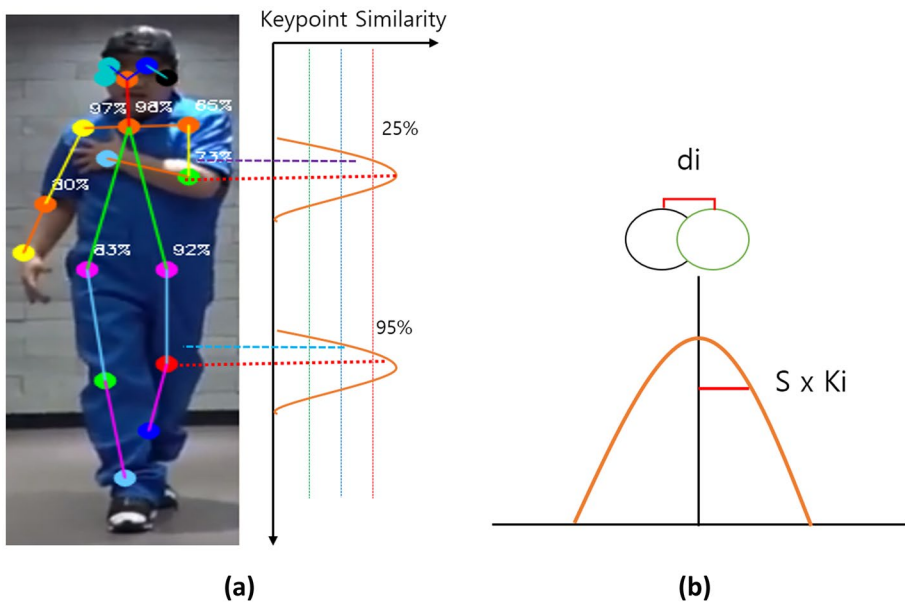 Keypoint Similarity
97% 98% 65%
25%
73%
di
80%
83% 92%
95%
S x Ki
(a)
(b)